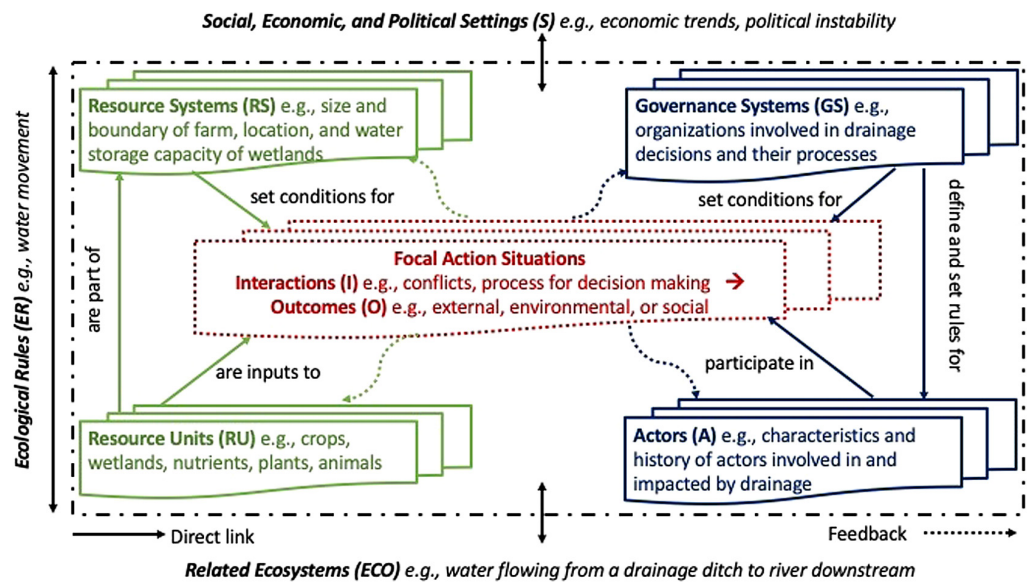 Social, Economic, and Political Settings (S) e.g., economic trends, political instability
Resource Systems (RS) e.g., size and
boundary of farm, location, and water
storage capacity of wetlands
Governance Systems (GS) e.g.,
organizations involved in drainage
decisions and their processes
Ecological Rules (ER) e.g., water movement
set conditions for
set conditions for
are part of
define and set rules for
Focal Action Situations
Interactions (I) e.g., conflicts, process for decision making →
Outcomes (O) e.g., external, environmental, or social
are inputs to
participate in
Resource Units (RU) e.g., crops,
wetlands, nutrients, plants, animals
Actors (A) e.g., characteristics and
history of actors involved in and
impacted by drainage
Direct link
Feedback
Related Ecosystems (ECO) e.g., water flowing from a drainage ditch to river downstream